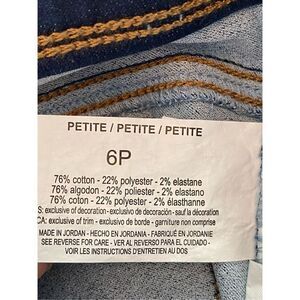 PETITE / PETITE / PETITE
6P
76% cotton - 22% polyester - 2% elastane
76% algodon - 22% poliester - 2% elastano
76% coton - 22% polyester - 2% élasthanne
S: exclusive of decoration - exclusivo de decoración - sauf la décoration
CA: exclusive of trim - exclusivo de borde - garniture non comprise
MADE IN JORDAN - HECHO EN JORDANIA - FABRIQUÉ EN JORDANIE
SEE REVERSE FOR CARE - VER AL REVERSO PARA EL CUIDADO -
VOIR LES INSTRUCTIONS D'ENTRETIEN AU DOS